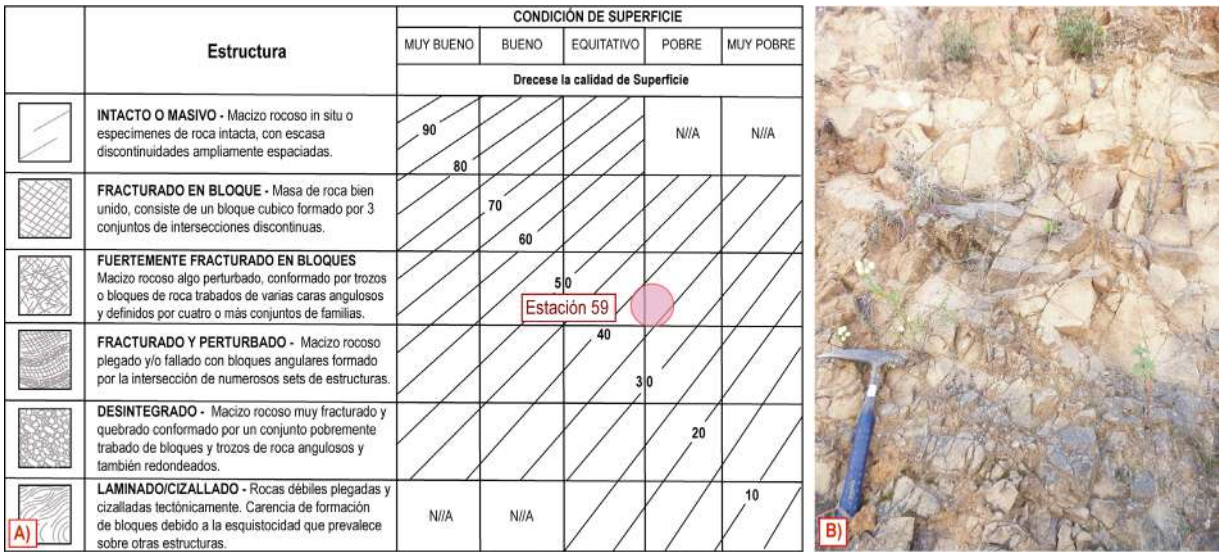 Estructura
CONDICIÓN DE SUPERFICIE
MUY BUENO
BUENO
EQUITATIVO
POBRE
MUY POBRE
Drecese la calidad de Superficie
INTACTO O MASIVO - Macizo rocoso in situ o
especímenes de roca intacta, con escasa
discontinuidades ampliamente espaciadas.
90
80
N//A
N//A
FRACTURADO EN BLOQUE - Masa de roca bien
unido, consiste de un bloque cubico formado por 3
conjuntos de intersecciones discontinuas.
70
60
FUERTEMENTE FRACTURADO EN BLOQUES
Macizo rocoso algo perturbado, conformado por trozos
o bloques de roca trabados de varias caras angulosos
y definidos por cuatro o más conjuntos de familias.
50
Estación 59
FRACTURADO Y PERTURBADO - Macizo rocoso
plegado y/o fallado con bloques angulares formado
por la intersección de numerosos sets de estructuras.
40
30
DESINTEGRADO - Macizo rocoso muy fracturado y
quebrado conformado por un conjunto pobremente
trabado de bloques y trozos de roca angulosos y
también redondeados.
20
LAMINADO/CIZALLADO - Rocas débiles plegadas y
cizalladas tectónicamente. Carencia de formación
de bloques debido a la esquistocidad que prevalece
sobre otras estructuras.
N//A
N//A
10
A)
B)